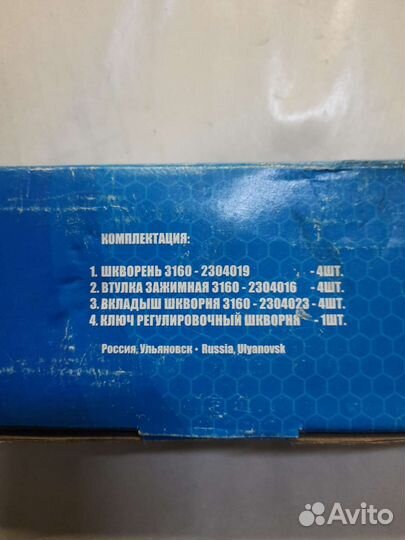 КОМПЛЕКТАЦИЯ:
1. ШКВОРЕНЬ 3160 - 2304019 - 4ШТ.
2. ВТУЛКА ЗАЖИМНАЯ 3160 - 2304016 - 4ШТ.
3. ВКЛАДЫШ ШКВОРНЯ 3160 - 2304023 - 4ШТ.
4. КЛЮЧ РЕГУЛИРОВОЧНЫЙ ШКВОРНЯ - 1ШТ.
Россия, Ульяновск • Russia, Ulyanovsk
Avito